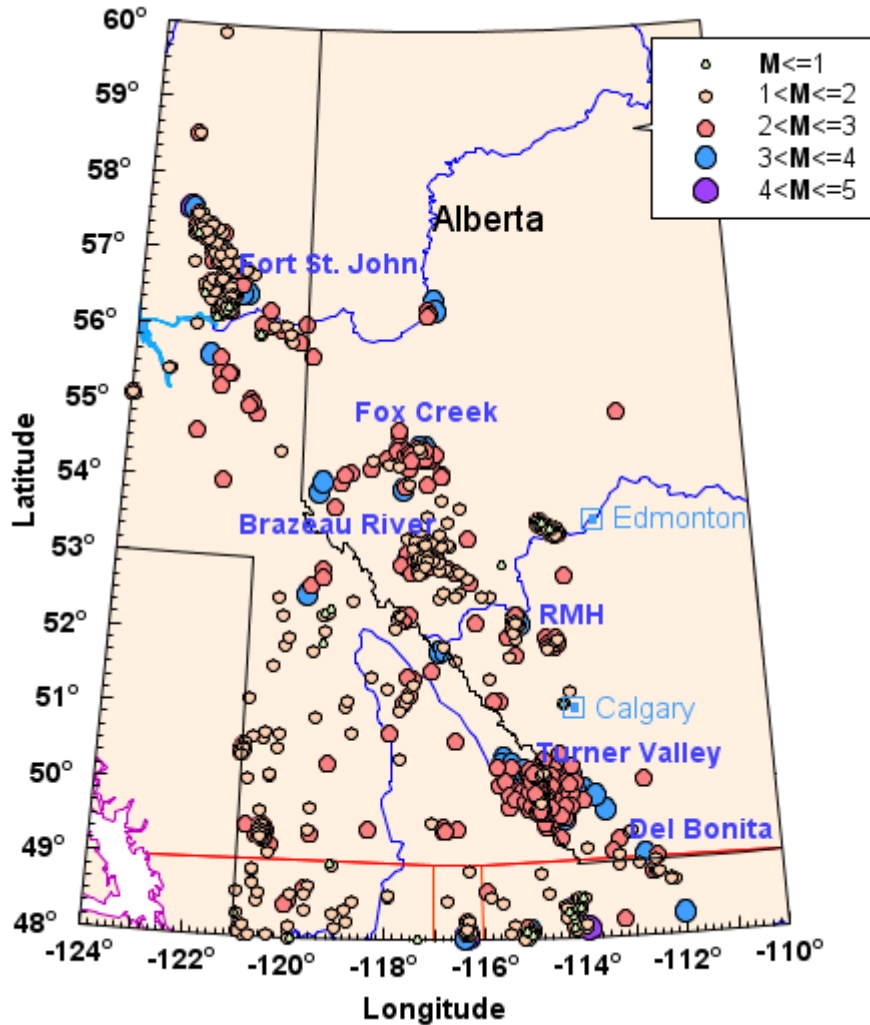 60°
59°
58°
57°
56°
55°
54°
53°
52°
51°
50°
49°
48°
Latitude
M<=1
1<M<=2
2<M<=3
3<M<=4
4<M<=5
Alberta
Fort St. John
Fox Creek
Brazeau River
Edmonton
RMH
Calgary
Turner Valley
Del Bonita
-124°
-122°
-120°
-118°
-116°
-114°
-112°
-110°
Longitude